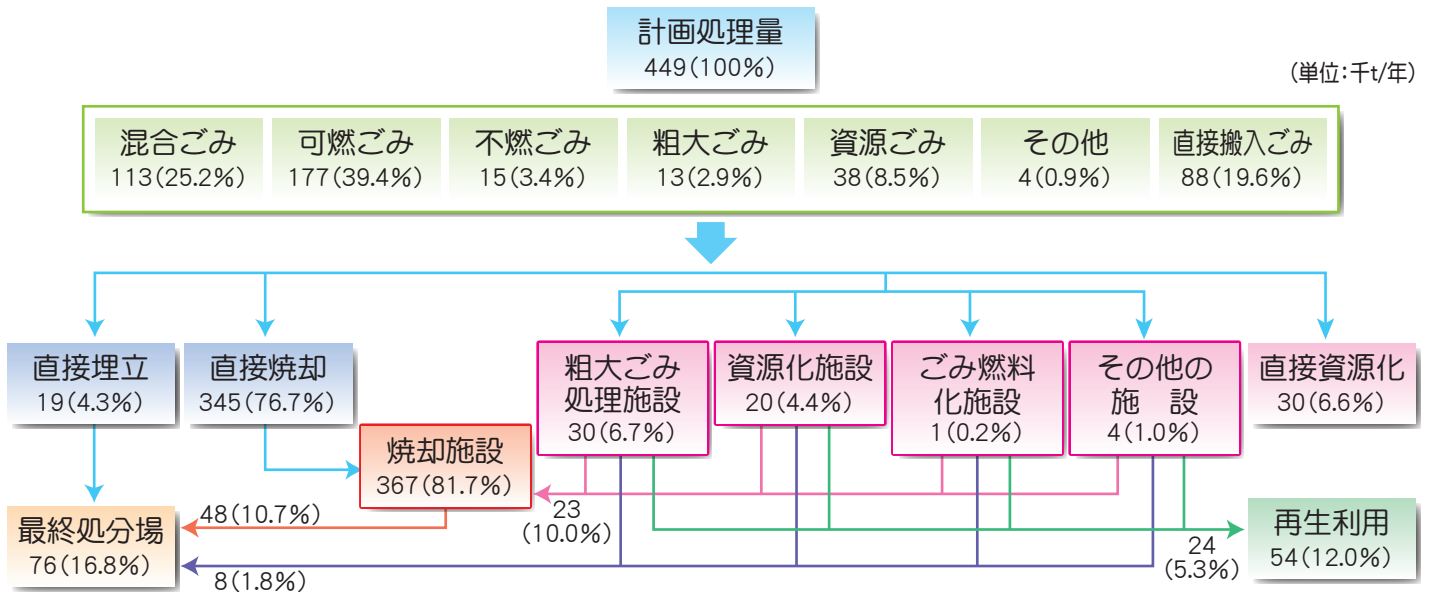 計画処理量
449(100%)
(単位:千t/年)
混合ごみ
113(25.2%)
可燃ごみ
177(39.4%)
不燃ごみ
15(3.4%)
粗大ごみ
13(2.9%)
資源ごみ
38(8.5%)
その他
4(0.9%)
直接搬入ごみ
88(19.6%)
直接埋立
19(4.3%)
直接焼却
345(76.7%)
粗大ごみ
処理施設
30(6.7%)
資源化施設
20(4.4%)
ごみ燃料
化施設
1(0.2%)
その他の
施 設
4(1.0%)
直接資源化
30(6.6%)
焼却施設
367(81.7%)
23
(10.0%)
48(10.7%)
最終処分場
76(16.8%)
8(1.8%)
24
(5.3%)
再生利用
54(12.0%)